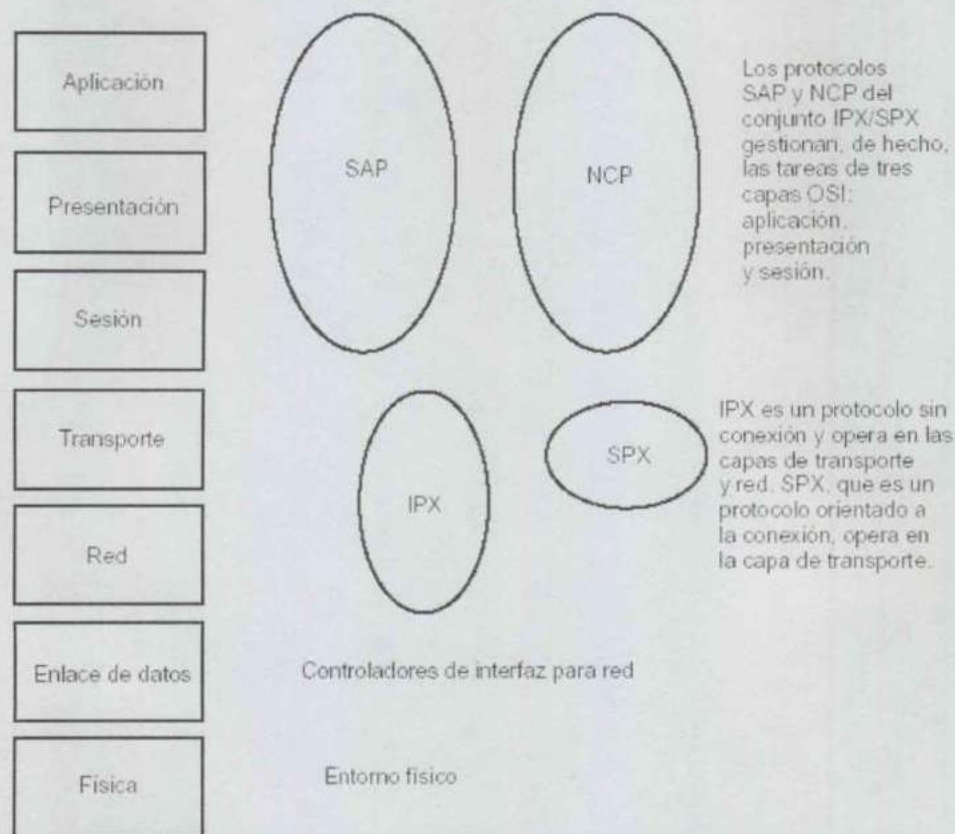 Aplicación
Presentación
Sesión
Transporte
Red
Enlace de datos
Física
SAP
NCP
IPX
SPX
Controladores de interfaz para red
Entorno físico
Los protocolos
SAP y NCP del
conjunto IPX/SPX
gestionan, de hecho,
las tareas de tres
capas OSI:
aplicación,
presentación
y sesión.
IPX es un protocolo sin
conexión y opera en las
capas de transporte
y red. SPX, que es un
protocolo orientado a
la conexión, opera en
la capa de transporte.